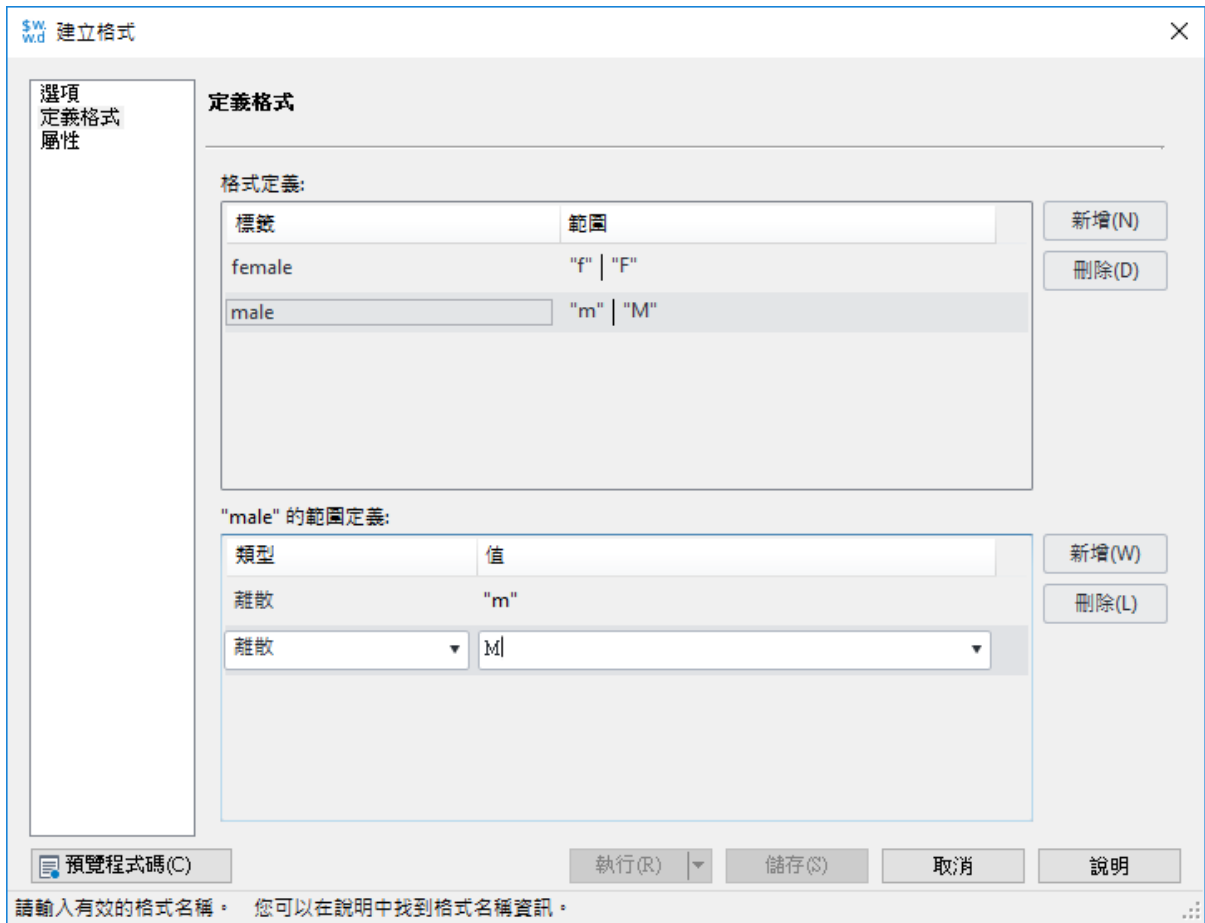 $w. w.d 建立格式
選項
定義格式
屬性
定義格式
格式定義:
標籤 範圍
female "f" | "F"
male "m" | "M"
新增(N)
刪除(D)
"male" 的範圍定義:
類型 值
離散 "m"
離散 M
新增(W)
刪除(L)
預覽程式碼(C) 執行(R) 儲存(S) 取消 說明
請輸入有效的格式名稱。 您可以在說明中找到格式名稱資訊。